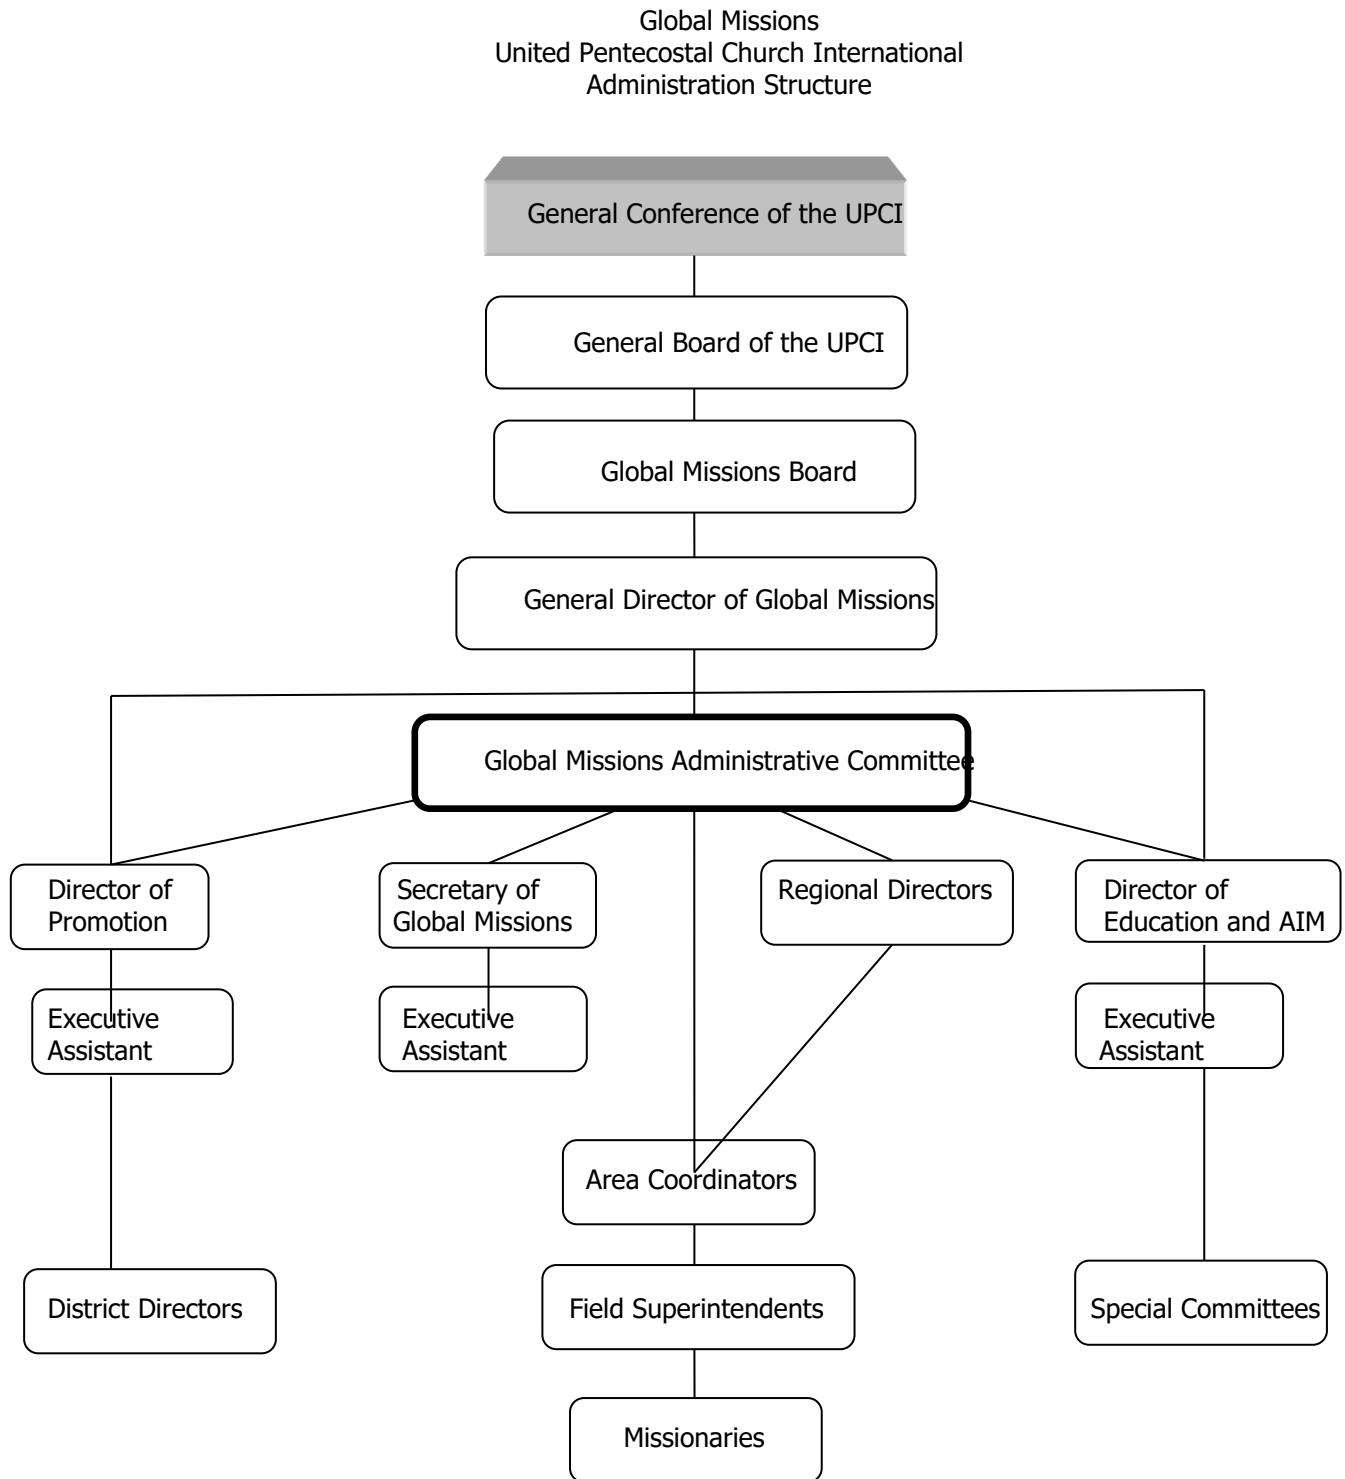 Global Missions
United Pentecostal Church International
Administration Structure
General Conference of the UPCI
General Board of the UPCI
Global Missions Board
General Director of Global Missions
Global Missions Administrative Committee
Director of
Promotion
Secretary of
Global Missions
Regional Directors
Director of
Education and AIM
Executive
Assistant
Executive
Assistant
Executive
Assistant
Area Coordinators
District Directors
Field Superintendents
Special Committees
Missionaries